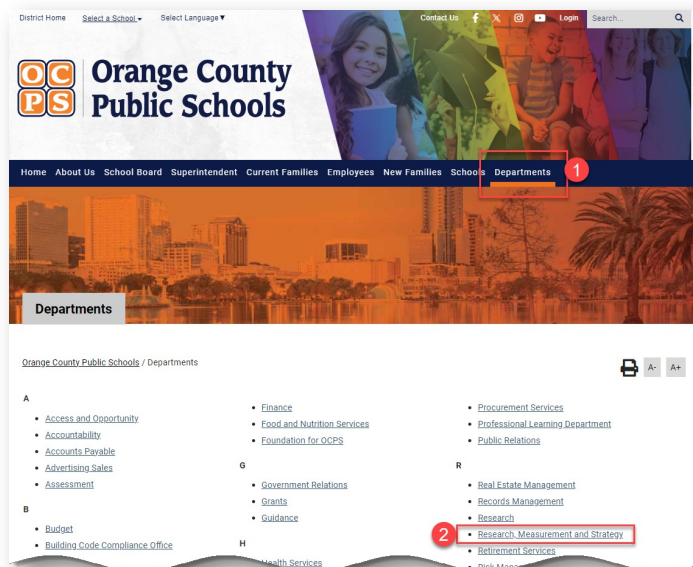 District Home Select a School Select Language▼ Contact Us Login Search...
OCPS
Orange County
Public Schools
Home About Us School Board Superintendent Current Families Employees New Families Schools Departments
1
Departments
Orange County Public Schools / Departments
A- A+
A
Access and Opportunity
Accountability
Accounts Payable
Advertising Sales
Assessment
B
Budget
Building Code Compliance Office
Finance
Food and Nutrition Services
Foundation for OCPS
G
Government Relations
Grants
Guidance
H
Health Services
Procurement Services
Professional Learning Department
Public Relations
R
Real Estate Management
Records Management
Research
2
Research, Measurement and Strategy
Retirement Services
Risk